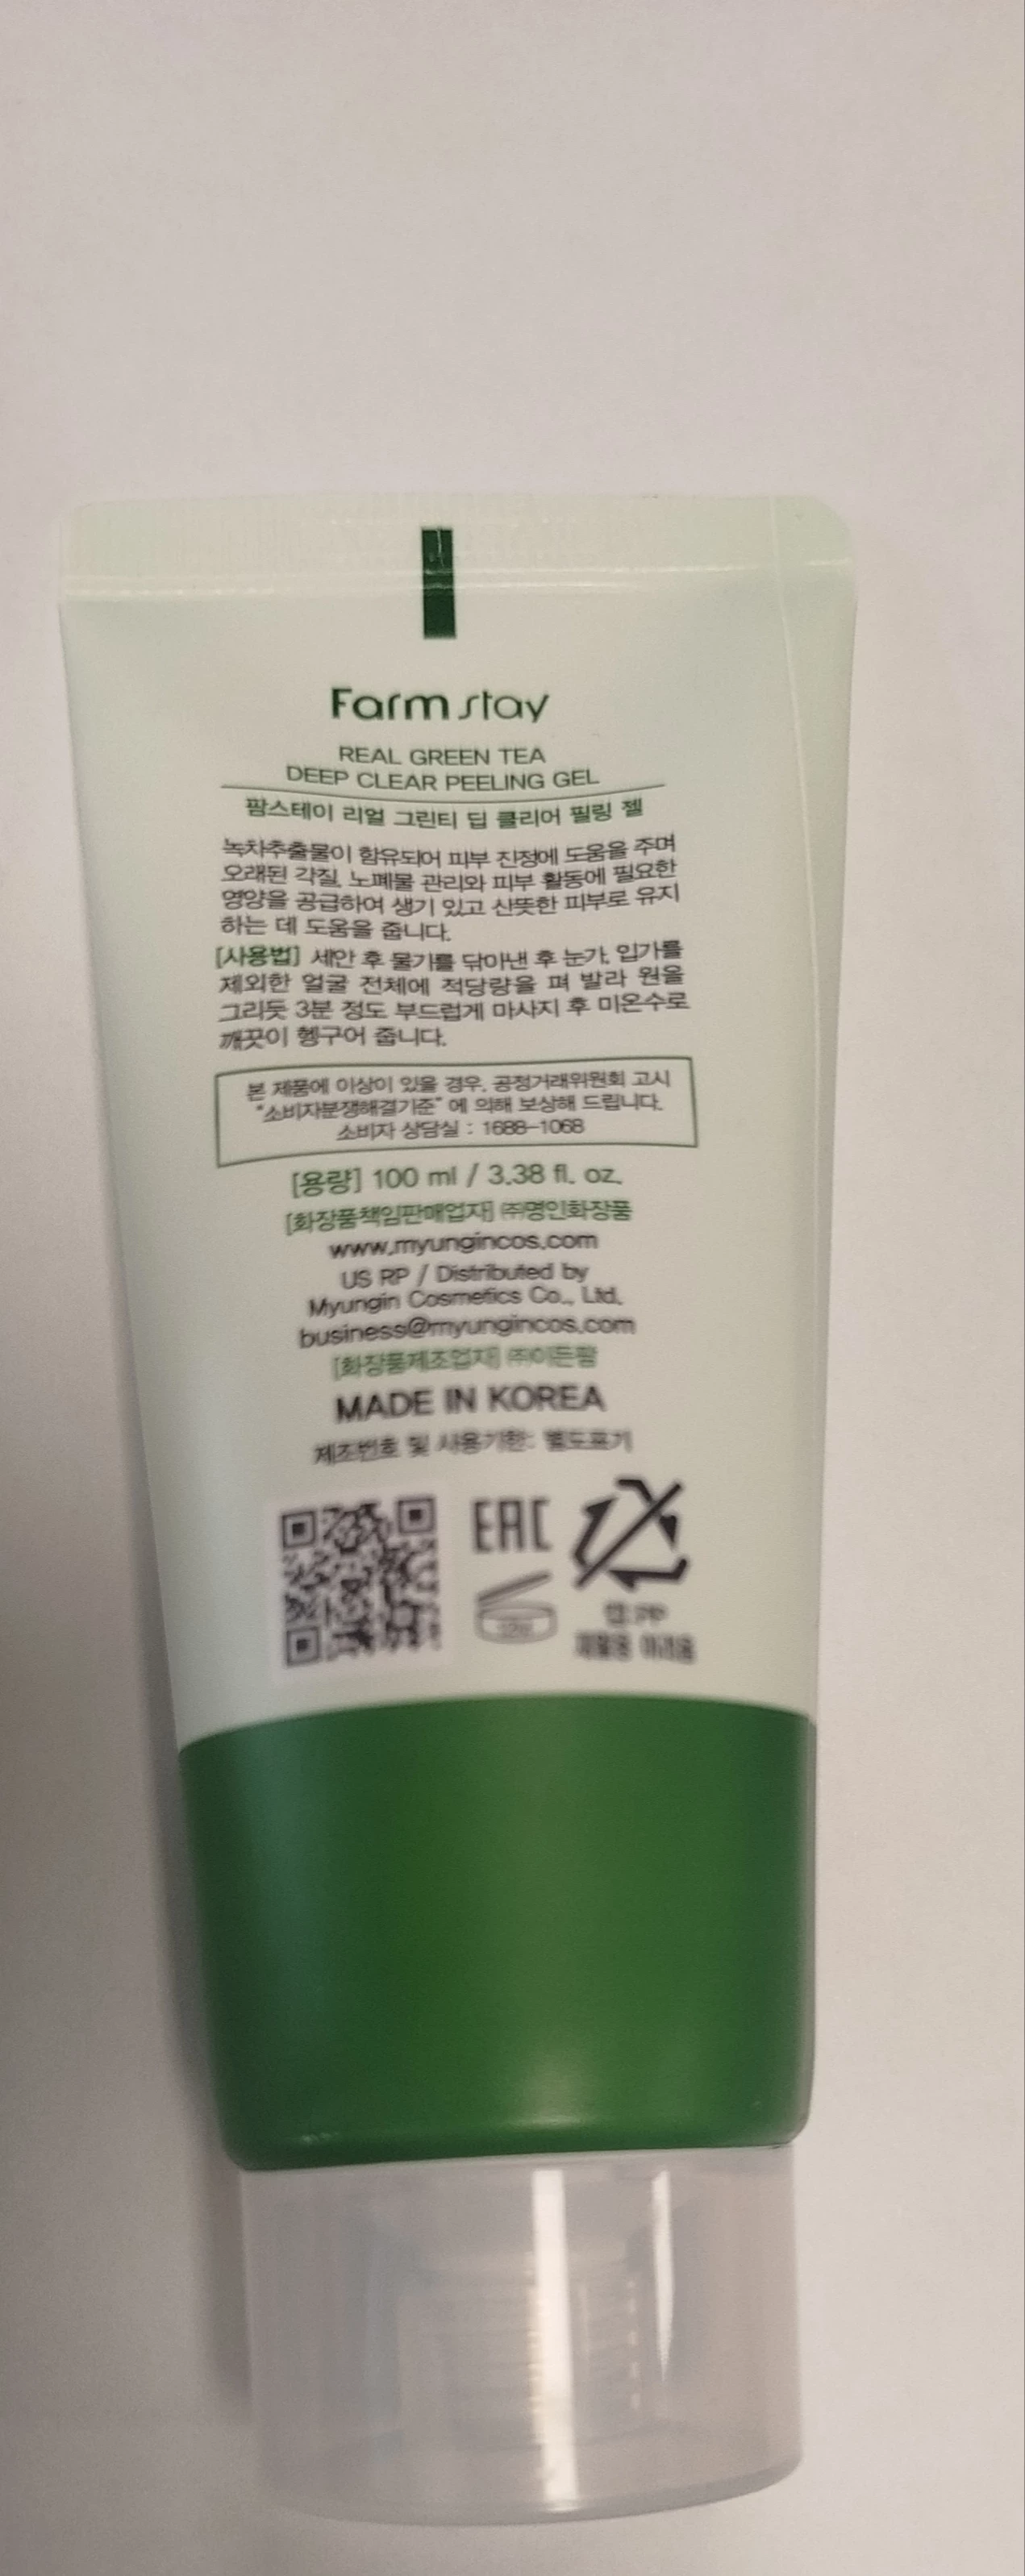 Farm stay
REAL GREEN TEA
DEEP CLEAR PEELING GEL
팜스테이 리얼 그린티 딥 클리어 필링 젤
녹차추출물이 함유되어 피부 진정에 도움을 주며
오래된 각질, 노폐물 관리와 피부 활동에 필요한
영양을 공급하여 생기 있고 산뜻한 피부로 유지
하는 데 도움을 줍니다.
[사용법] 세안 후 물기를 닦아낸 후 눈가, 입가를
제외한 얼굴 전체에 적당량을 펴 발라 원을
그리듯 3분 정도 부드럽게 마사지 후 미온수로
깨끗이 헹구어 줍니다.
본 제품에 이상이 있을 경우, 공정거래위원회 고시
"소비자분쟁해결기준" 에 의해 보상해 드립니다.
소비자 상담실 : 1688-1068
[용량] 100 ml / 3.38 fl. oz.
[화장품책임판매업자] ㈜명인화장품
www.myungincos.com
US RP / Distributed by
Myungin Cosmetics Co., Ltd.
business@myungincos.com
[화장품제조업자] ㈜이든팜
MADE IN KOREA
제조번호 및 사용기한: 별도표기
EAC
12M
캡:PP
재활용 어려움